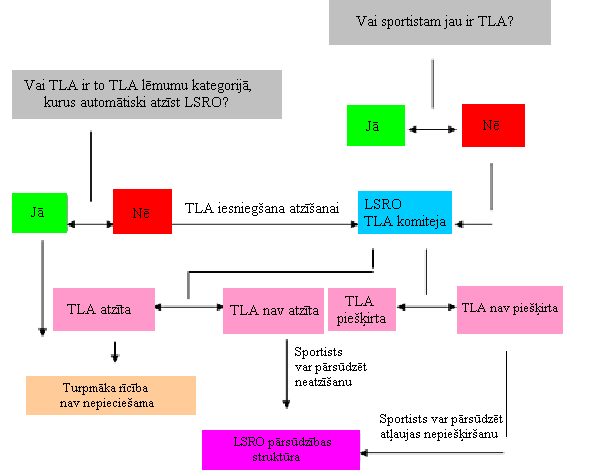 Vai sportistam jau ir TLA?
Vai TLA ir to TLA lēmumu kategorijā,
kurus automātiski atzīst LSRO?
Jā
Nē
Jā
Nē
TLA iesniegšana atzīšanai
LSRO
TLA komiteja
TLA atzīta
TLA nav atzīta
TLA
piešķirta
TLA nav piešķirta
Sportists
var pārsūdzēt
neatzīšanu
Turpmāka rīcība
nav nepieciešama
Sportists var pārsūdzēt
atļaujas nepiešķiršanu
LSRO pārsūdzības
struktūra